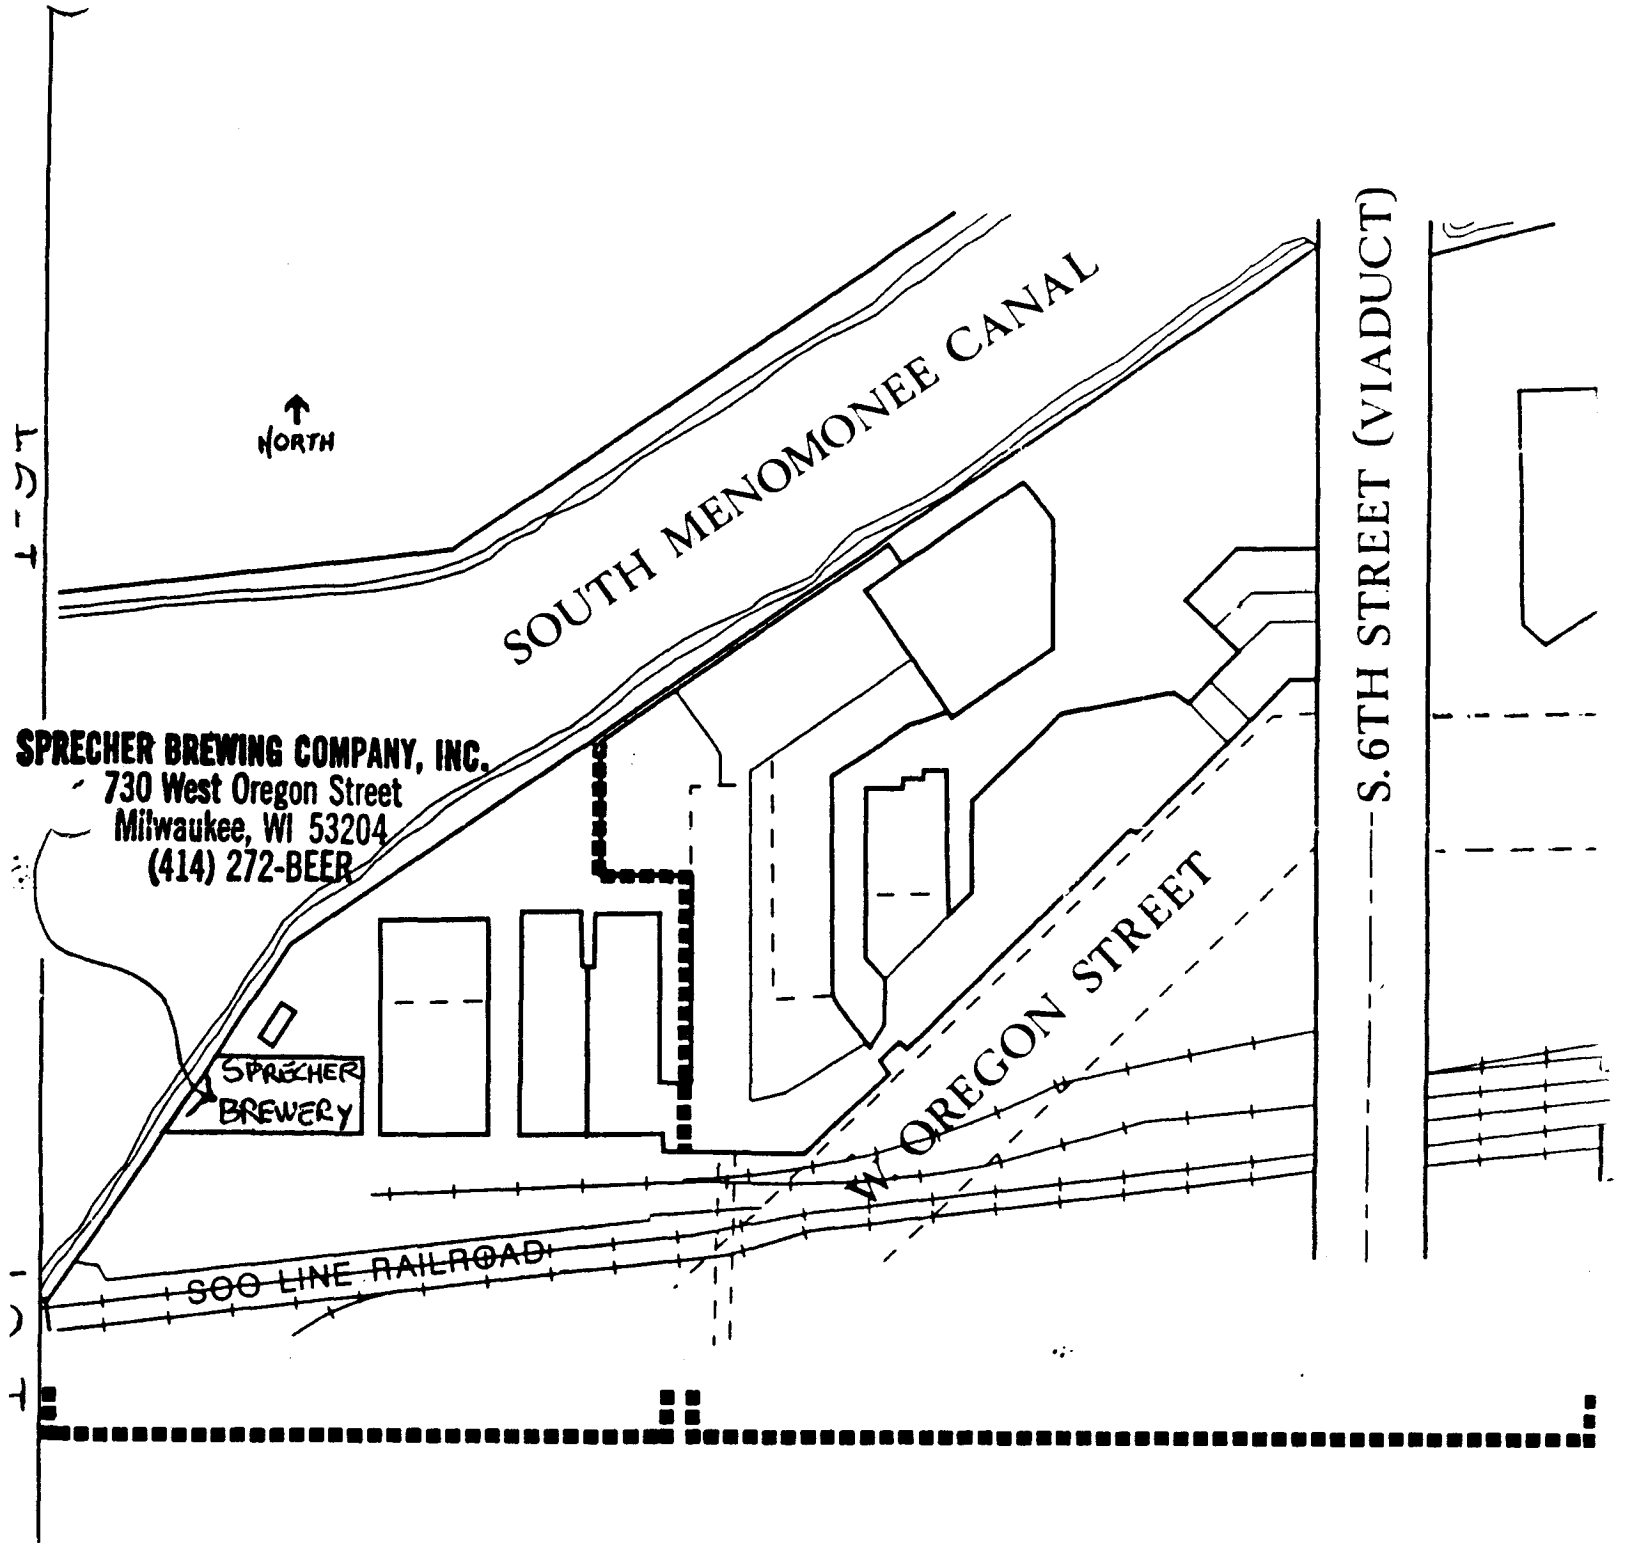 S. 6TH STREET (VIADUCT)
SOUTH MENOMONEE CANAL
NORTH
SPRECHER BREWING COMPANY, INC.
730 West Oregon Street
Milwaukee, WI 53204
(414) 272-BEER
W. OREGON STREET
SPRECHER
BREWERY
SOO LINE RAILROAD